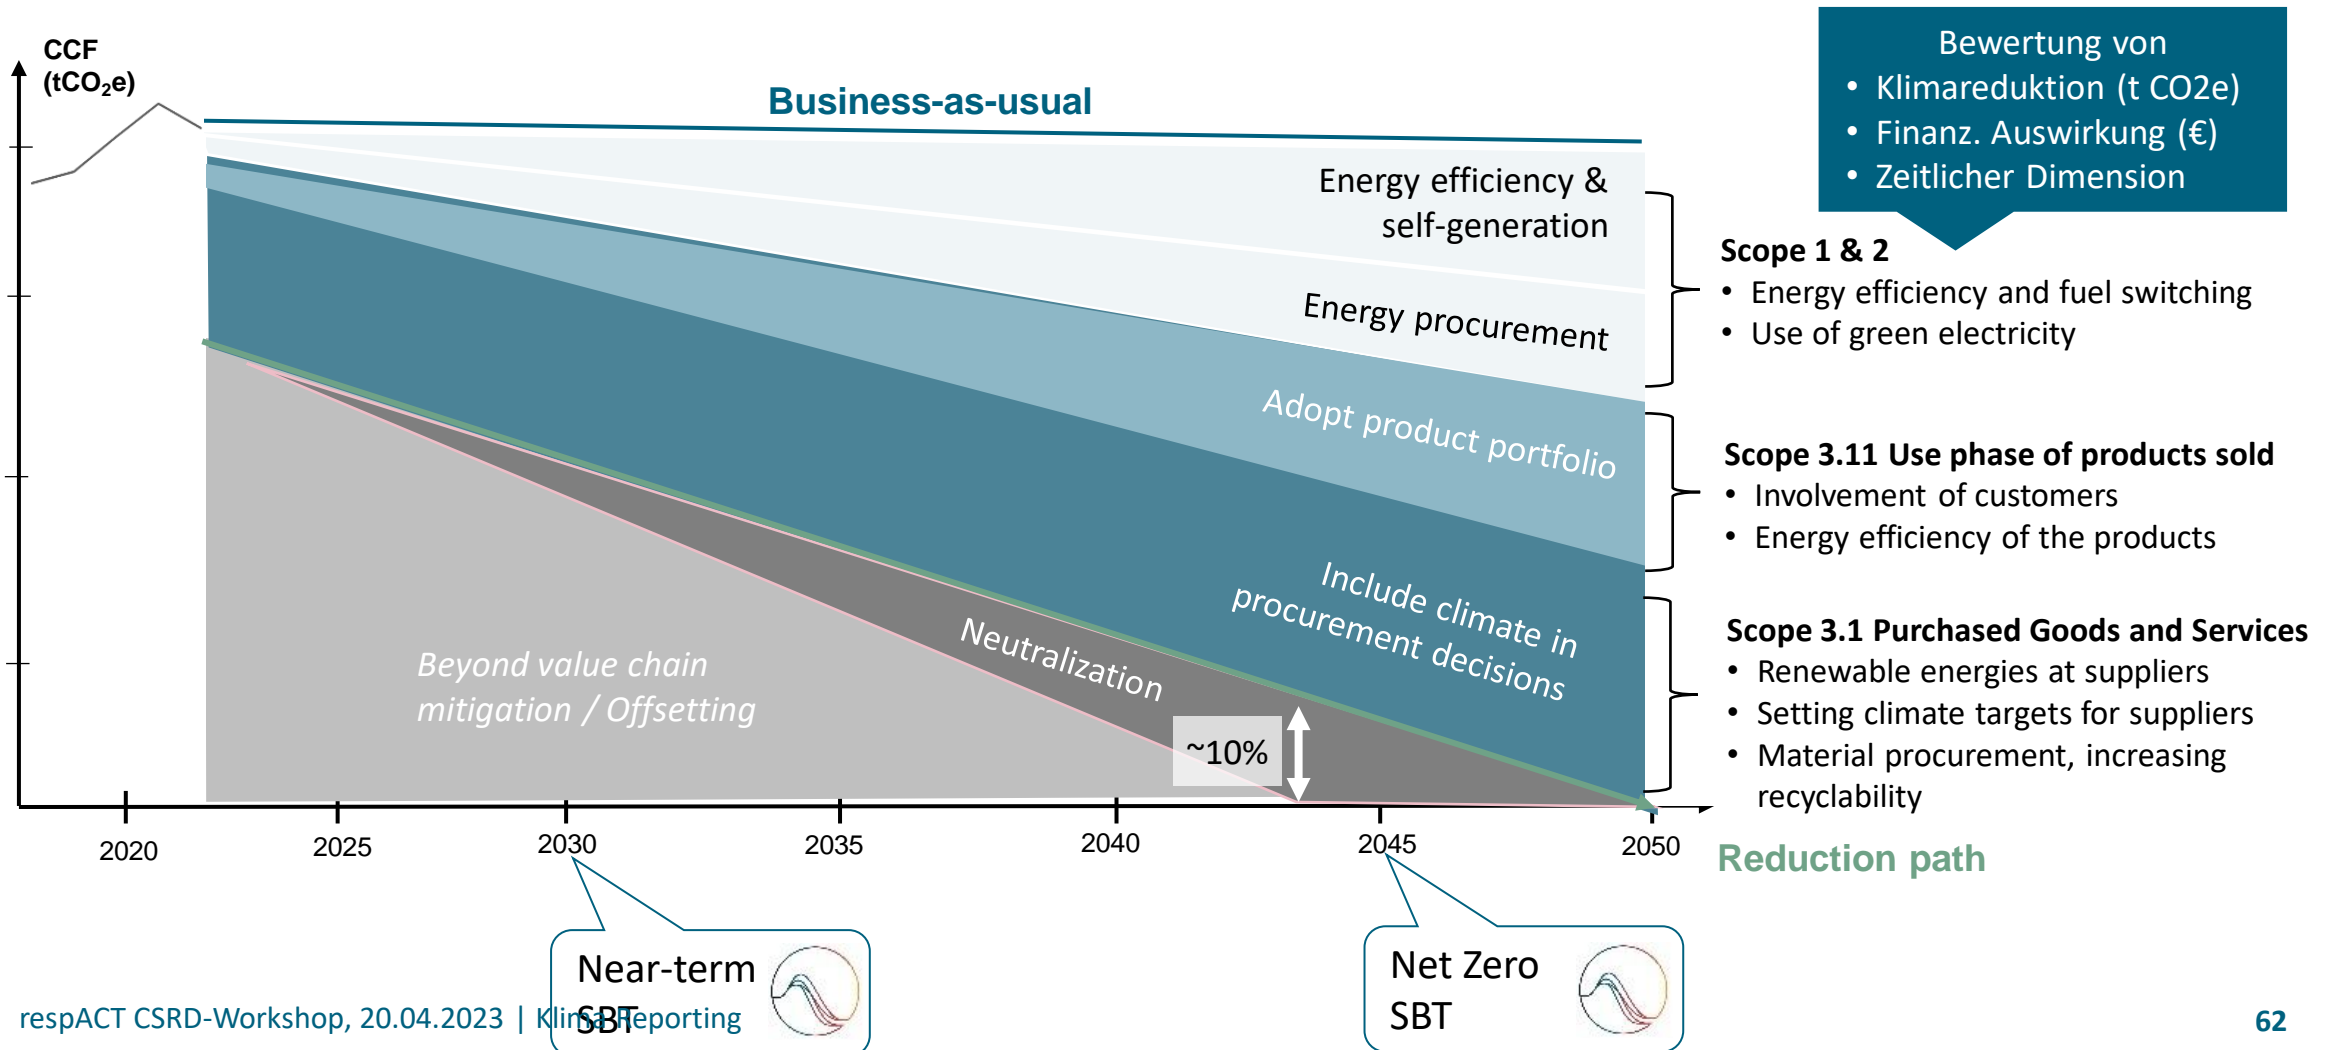 CCF
(tCO₂e)
Business-as-usual
Bewertung von
• Klimareduktion (t CO2e)
• Finanz. Auswirkung (€)
• Zeitlicher Dimension
Energy efficiency &
self-generation
Energy procurement
Adopt product portfolio
Include climate in
procurement decisions
Neutralization
Beyond value chain
mitigation / Offsetting
~10%
Scope 1 & 2
• Energy efficiency and fuel switching
• Use of green electricity
Scope 3.11 Use phase of products sold
• Involvement of customers
• Energy efficiency of the products
Scope 3.1 Purchased Goods and Services
• Renewable energies at suppliers
• Setting climate targets for suppliers
• Material procurement, increasing
recyclability
2020
2025
2030
2035
2040
2045
2050
Reduction path
Near-term
SBT
Net Zero
SBT
respACT CSRD-Workshop, 20.04.2023 | Klima Reporting
62